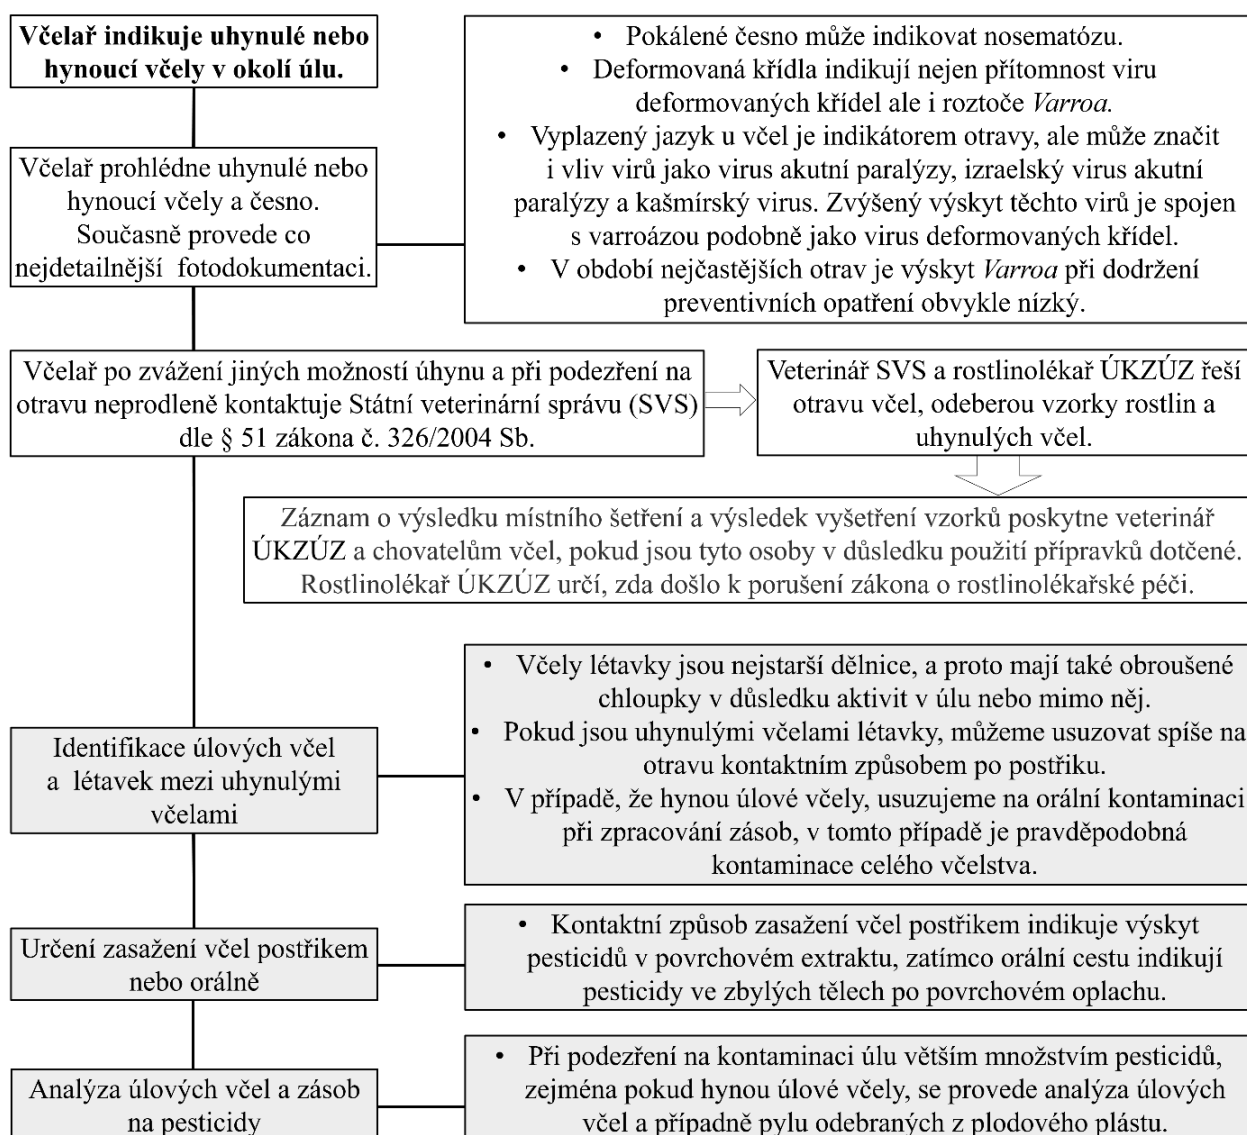 Včelař indikuje uhynulé nebo
hynoucí včely v okolí úlu.
• Pokálené česno může indikovat nosematózu.
• Deformovaná křídla indikují nejen přítomnost viru
deformovaných křídel ale i roztoče Varroa.
• Vyplazený jazyk u včel je indikátorem otravy, ale může značit
i vliv virů jako virus akutní paralýzy, izraelský virus akutní
paralýzy a kašmírský virus. Zvýšený výskyt těchto virů je spojen
s varroázou podobně jako virus deformovaných křídel.
• V období nejčastějších otrav je výskyt Varroa při dodržení
preventivních opatření obvykle nízký.
Včelař prohlédne uhynulé nebo
hynoucí včely a česno.
Současně provede co
nejdetailnější fotodokumentaci.
Včelař po zvážení jiných možností úhynu a při podezření na
otravu neprodleně kontaktuje Státní veterinární správu (SVS)
dle § 51 zákona č. 326/2004 Sb.
Veterinář SVS a rostlinolékař ÚKZÚZ řeší
otravu včel, odeberou vzorky rostlin a
uhynulých včel.
Záznam o výsledku místního šetření a výsledek vyšetření vzorků poskytne veterinář
ÚKZÚZ a chovatelům včel, pokud jsou tyto osoby v důsledku použití přípravků dotčené.
Rostlinolékař ÚKZÚZ určí, zda došlo k porušení zákona o rostlinolékařské péči.
Identifikace úlových včel
a létavek mezi uhynulými
včelami
• Včely létavky jsou nejstarší dělnice, a proto mají také obroušené
chloupky v důsledku aktivit v úlu nebo mimo něj.
• Pokud jsou uhynulými včelami létavky, můžeme usuzovat spíše na
otravu kontaktním způsobem po postřiku.
• V případě, že hynou úlové včely, usuzujeme na orální kontaminaci
při zpracování zásob, v tomto případě je pravděpodobná
kontaminace celého včelstva.
Určení zasažení včel postřikem
nebo orálně
• Kontaktní způsob zasažení včel postřikem indikuje výskyt
pesticidů v povrchovém extraktu, zatímco orální cestu indikují
pesticidy ve zbylých tělech po povrchovém oplachu.
Analýza úlových včel a zásob
na pesticidy
• Při podezření na kontaminaci úlu větším množstvím pesticidů,
zejména pokud hynou úlové včely, se provede analýza úlových
včel a případně pylu odebraných z plodového plástu.